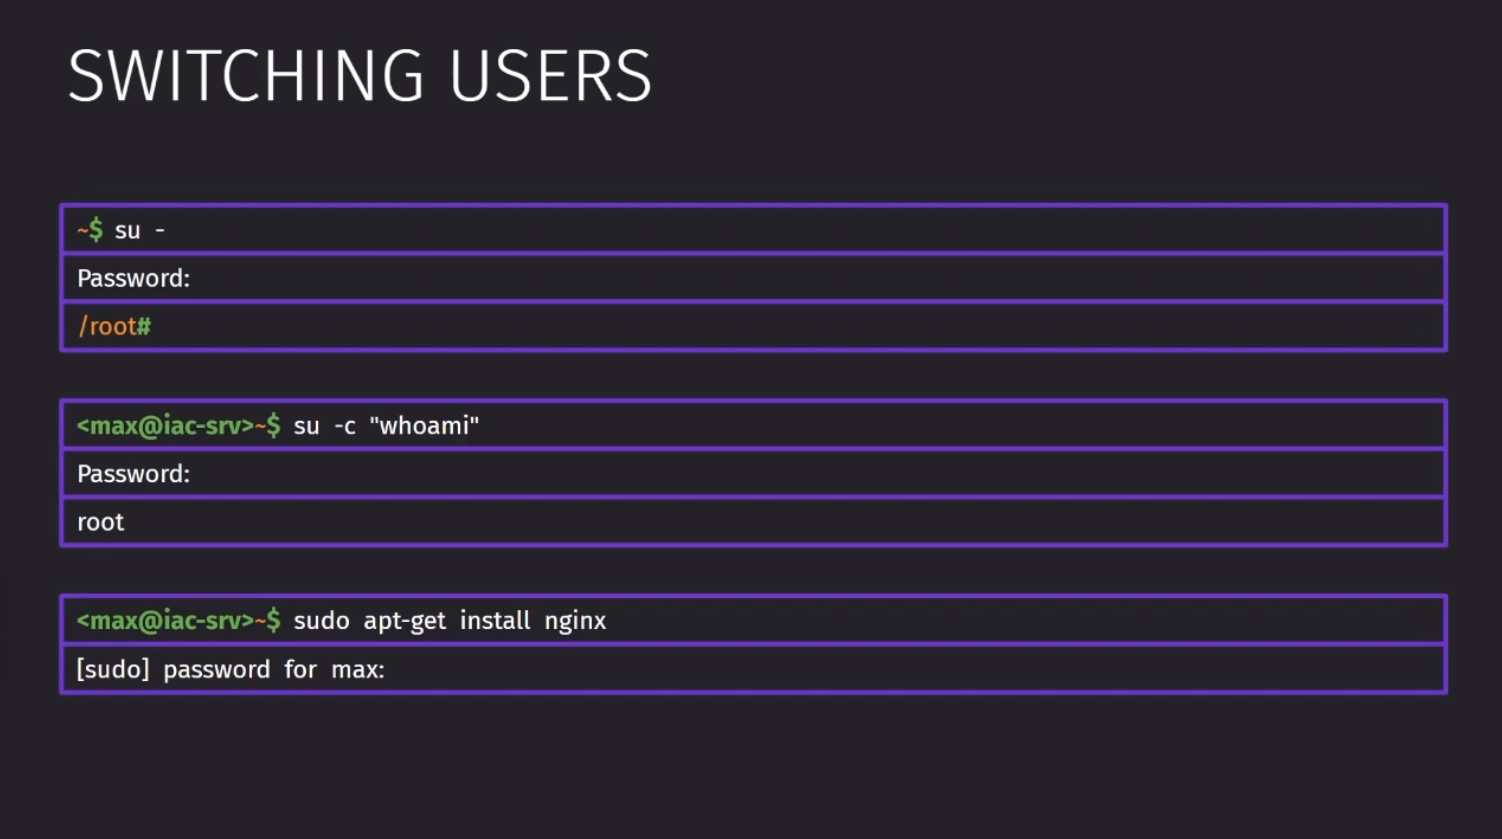 SWITCHING USERS
~$ su -
Password:
/root#
<max@iac-srv>~$ su -c "whoami"
Password:
root
<max@iac-srv>~$ sudo apt-get install nginx
[sudo] password for max: